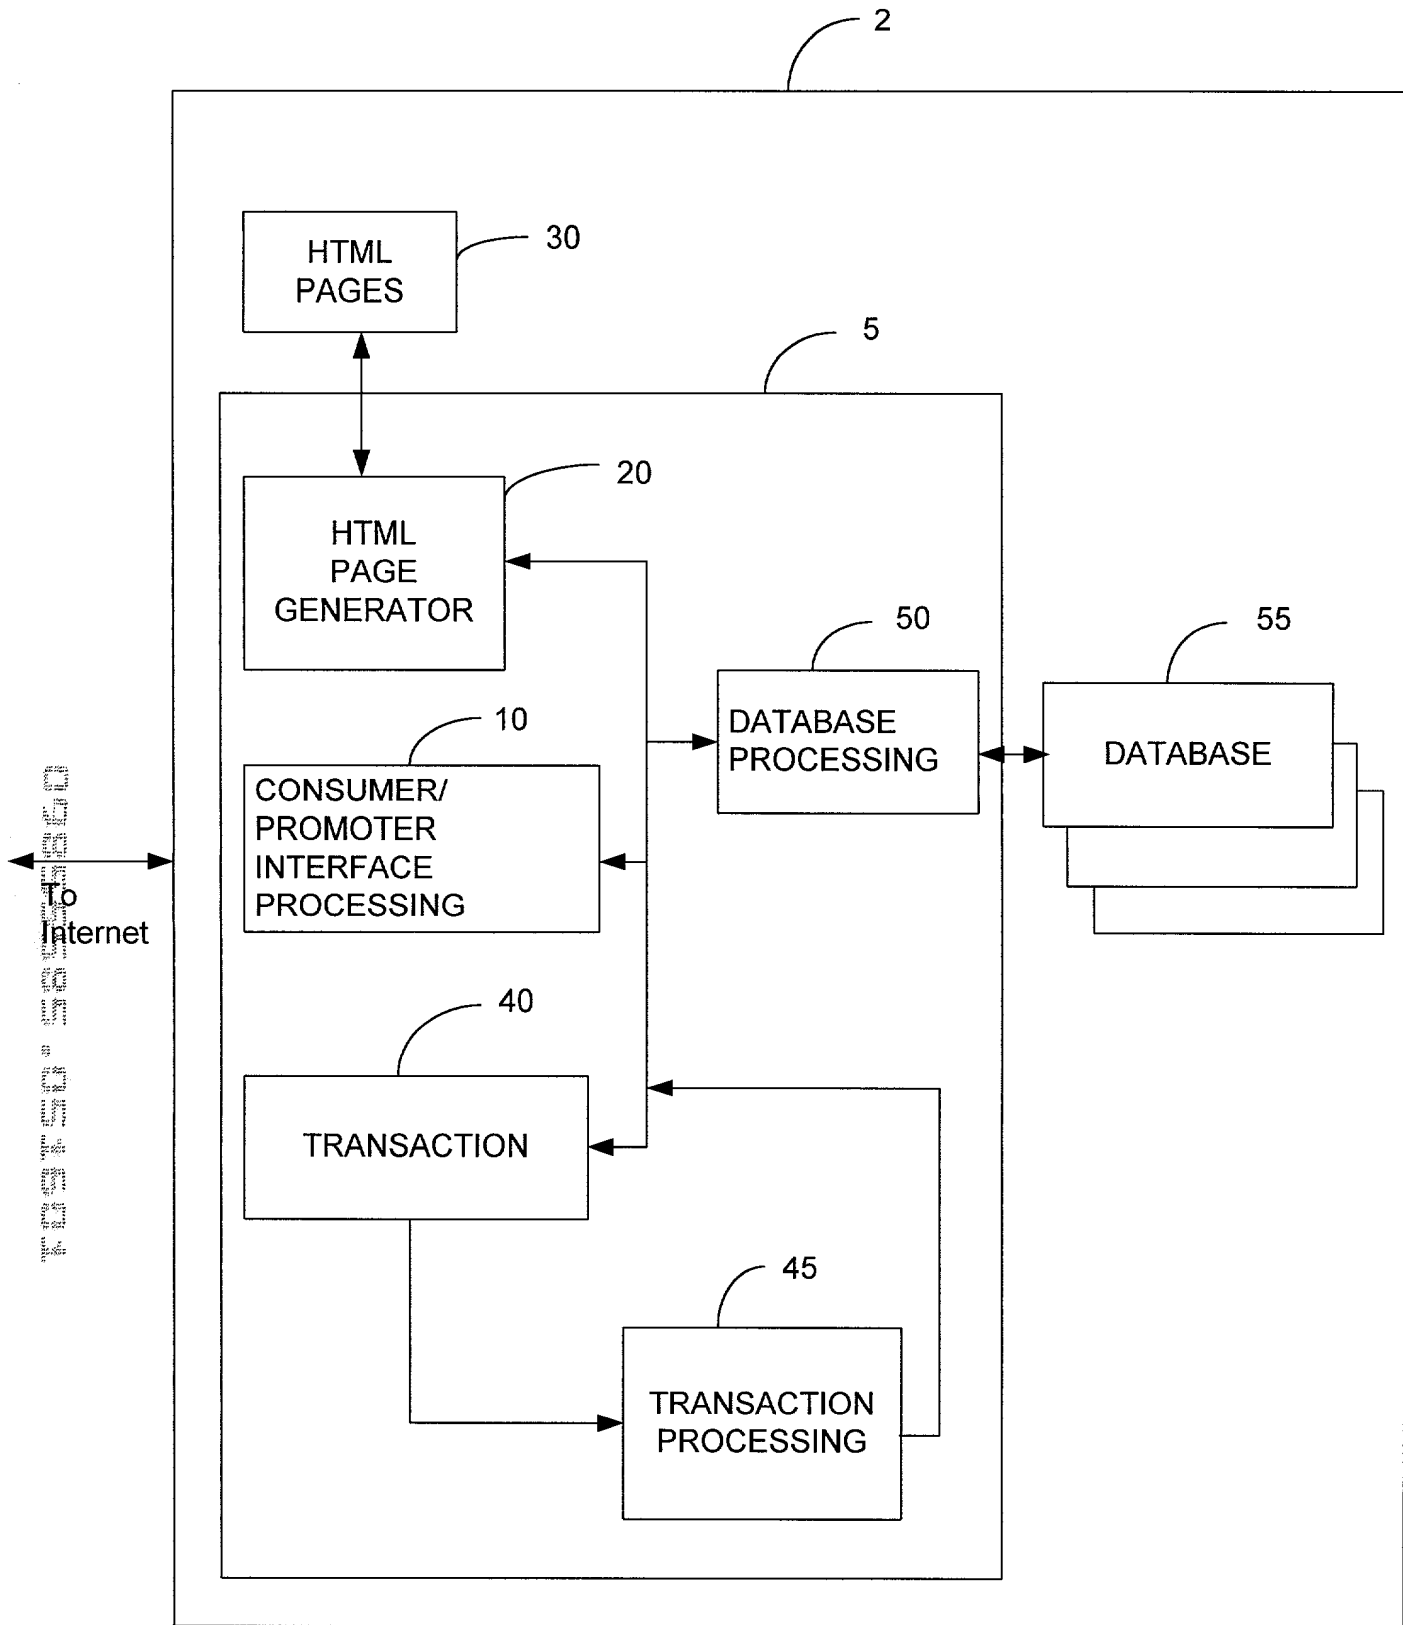 2
HTML
PAGES
30
5
HTML
PAGE
GENERATOR
20
50
DATABASE
PROCESSING
55
DATABASE
10
CONSUMER/
PROMOTER
INTERFACE
PROCESSING
To
Internet
40
TRANSACTION
45
TRANSACTION
PROCESSING